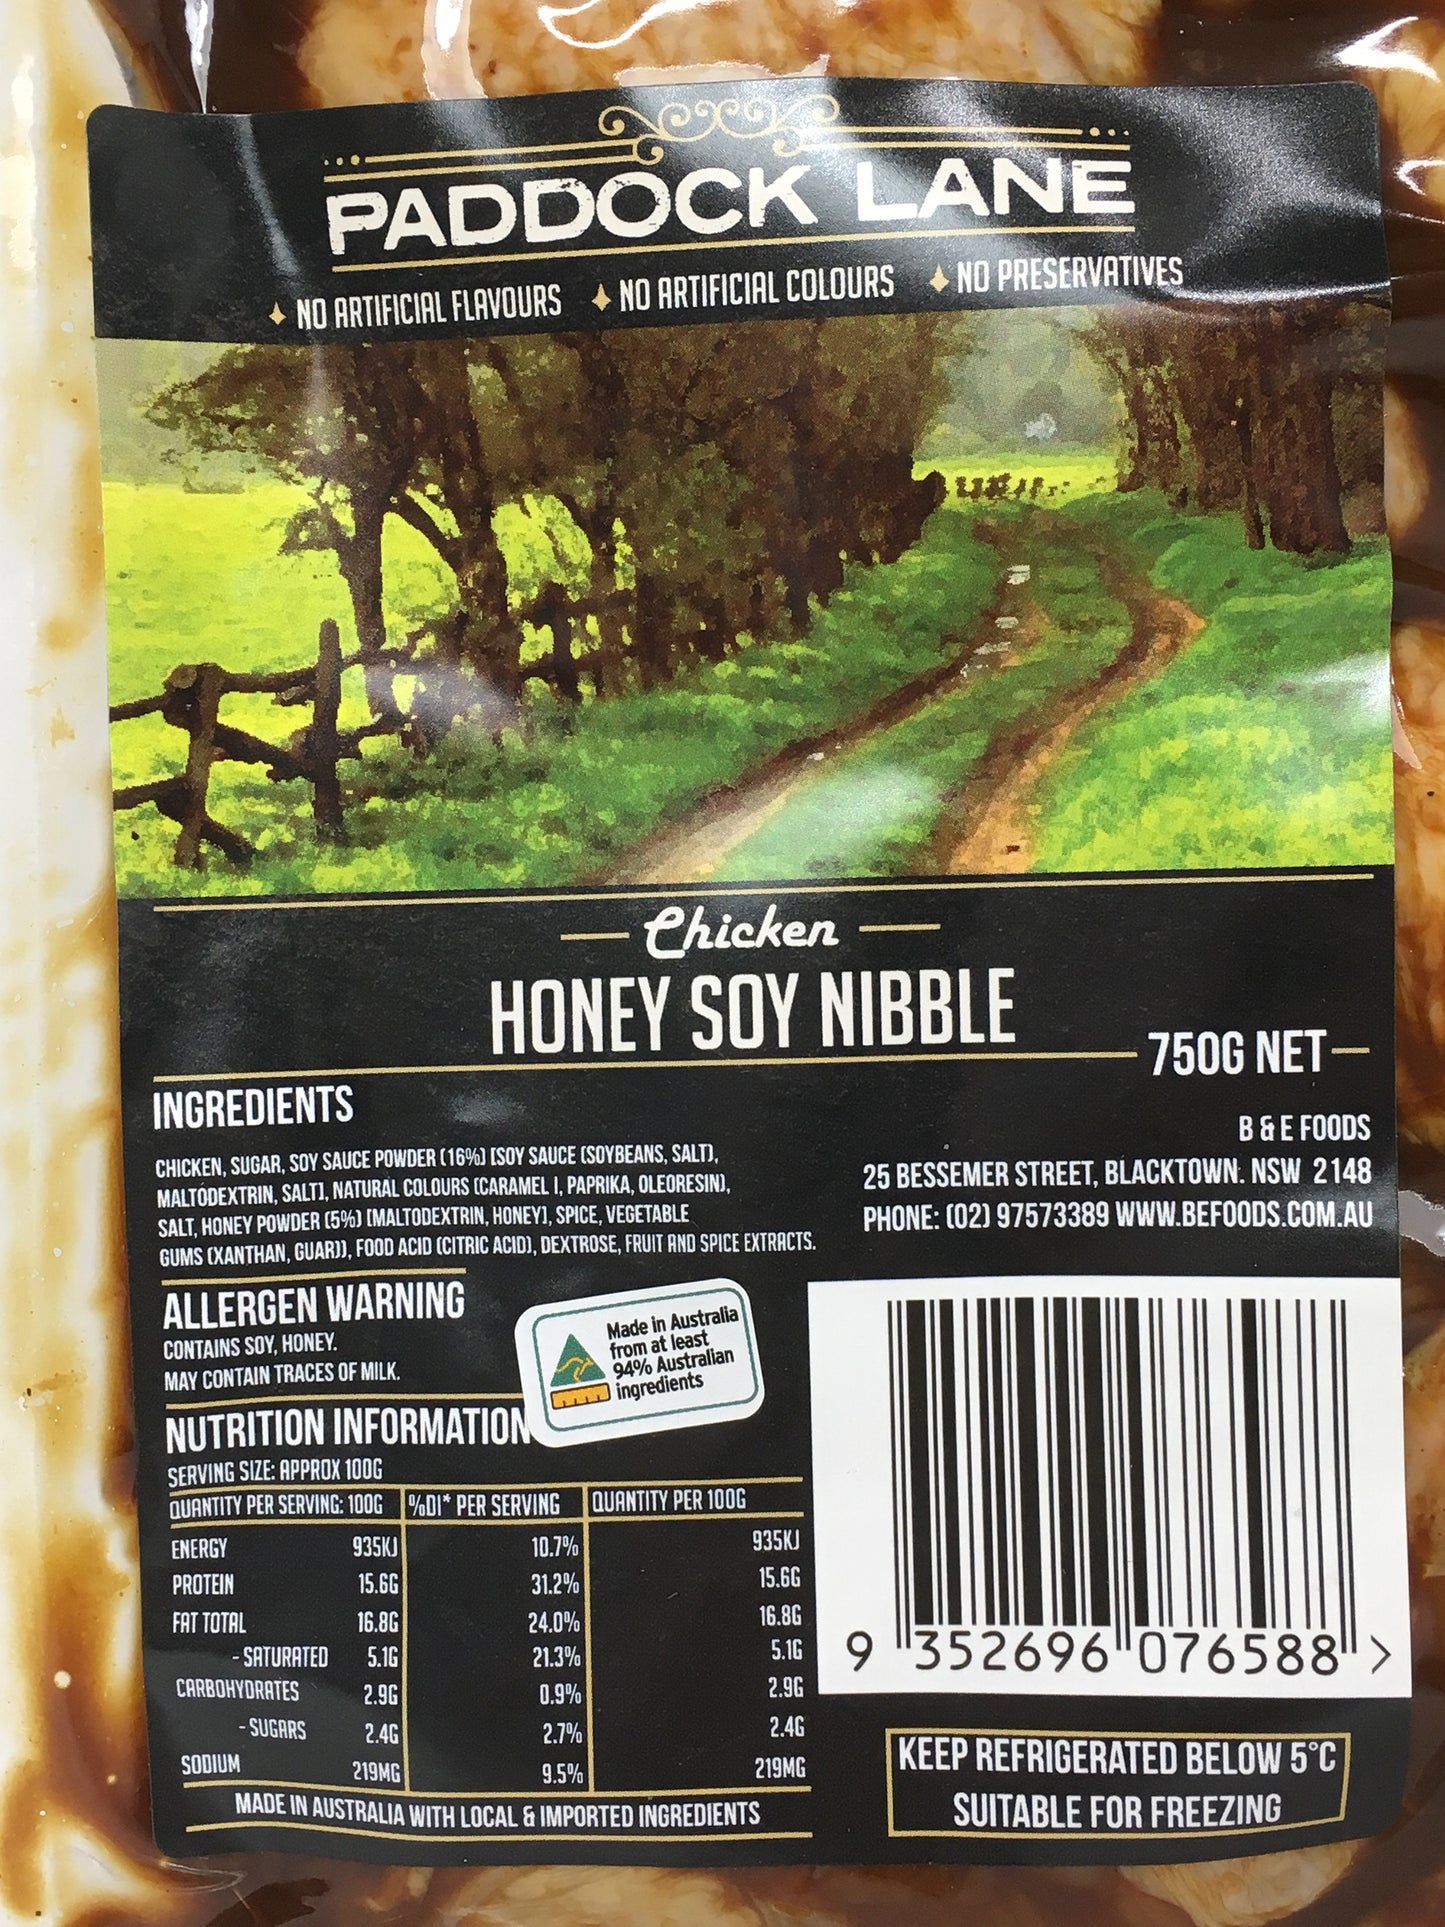 PADDOCK LANE
NO ARTIFICIAL FLAVOURS NO ARTIFICIAL COLOURS NO PRESERVATIVES
Chicken
HONEY SOY NIBBLE
750G NET
INGREDIENTS
CHICKEN, SUGAR, SOY SAUCE POWDER (16%) [SOY SAUCE (SOYBEANS, SALT),
MALTODEXTRIN, SALT], NATURAL COLOURS (CARAMEL I, PAPRIKA, OLEORESIN),
SALT, HONEY POWDER (5%) [MALTODEXTRIN, HONEY], SPICE, VEGETABLE
GUMS (XANTHAN, GUAR)), FOOD ACID (CITRIC ACID), DEXTROSE, FRUIT AND SPICE EXTRACTS.
B & E FOODS
25 BESSEMER STREET, BLACKTOWN. NSW 2148
PHONE: (02) 97573389 WWW.BEFOODS.COM.AU
ALLERGEN WARNING
CONTAINS SOY, HONEY.
MAY CONTAIN TRACES OF MILK.
Made in Australia
from at least
94% Australian
ingredients
NUTRITION INFORMATION
SERVING SIZE: APPROX 100G
QUANTITY PER SERVING: 100G %DI* PER SERVING QUANTITY PER 100G
ENERGY 935KJ 10.7% 935KJ
PROTEIN 15.6G 31.2% 15.6G
FAT TOTAL 16.8G 24.0% 16.8G
- SATURATED 5.1G 21.3% 5.1G
CARBOHYDRATES 2.9G 0.9% 2.9G
- SUGARS 2.4G 2.7% 2.4G
SODIUM 219MG 9.5% 219MG
MADE IN AUSTRALIA WITH LOCAL & IMPORTED INGREDIENTS
9 352696 076588 >
KEEP REFRIGERATED BELOW 5°C
SUITABLE FOR FREEZING